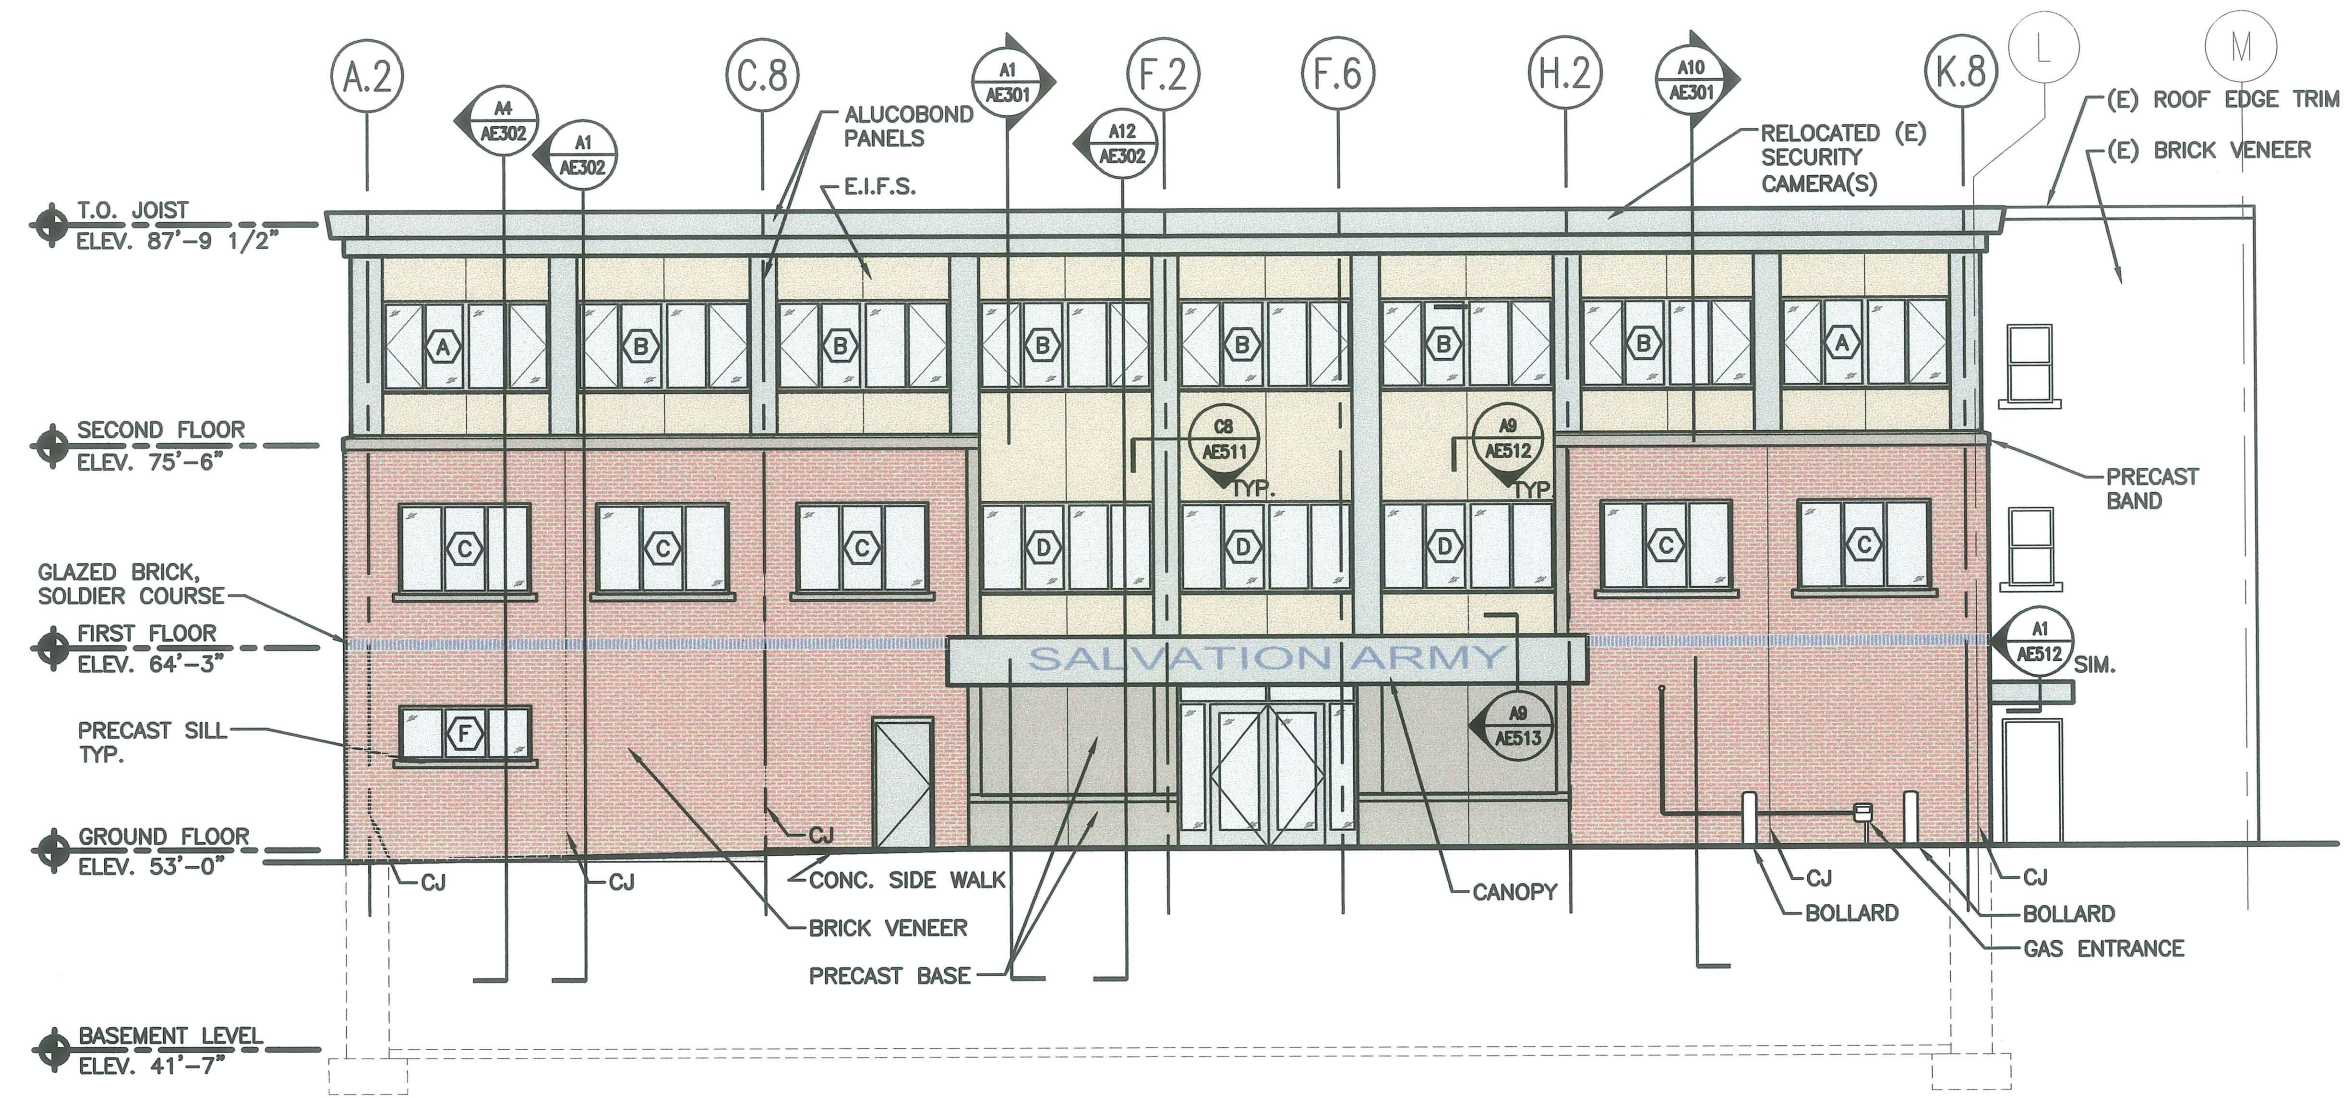 A.2
C.8
F.2
F.6
H.2
K.8
L
M
A1
AE301
A10
AE301
A4
AE302
A1
AE302
A12
AE302
ALUCOBOND
PANELS
E.I.F.S.
RELOCATED (E)
SECURITY
CAMERA(S)
(E) ROOF EDGE TRIM
(E) BRICK VENEER
T.O. JOIST
ELEV. 87'-9 1/2"
A
B
B
B
B
B
B
A
SECOND FLOOR
ELEV. 75'-6"
C8
AE511
TYP.
A9
AE512
TYP.
PRECAST
BAND
C
C
C
D
D
D
C
C
GLAZED BRICK,
SOLDIER COURSE
FIRST FLOOR
ELEV. 64'-3"
SALVATION ARMY
A1
AE512
SIM.
PRECAST SILL
TYP.
F
A9
AE513
GROUND FLOOR
ELEV. 53'-0"
CJ
CJ
CJ
CONC. SIDE WALK
BRICK VENEER
PRECAST BASE
CANOPY
CJ
BOLLARD
CJ
BOLLARD
GAS ENTRANCE
BASEMENT LEVEL
ELEV. 41'-7"